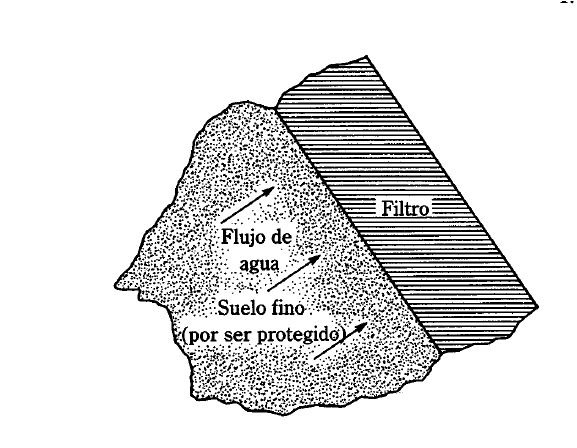 Filtro
Flujo de
agua
Suelo fino
(por ser protegido)